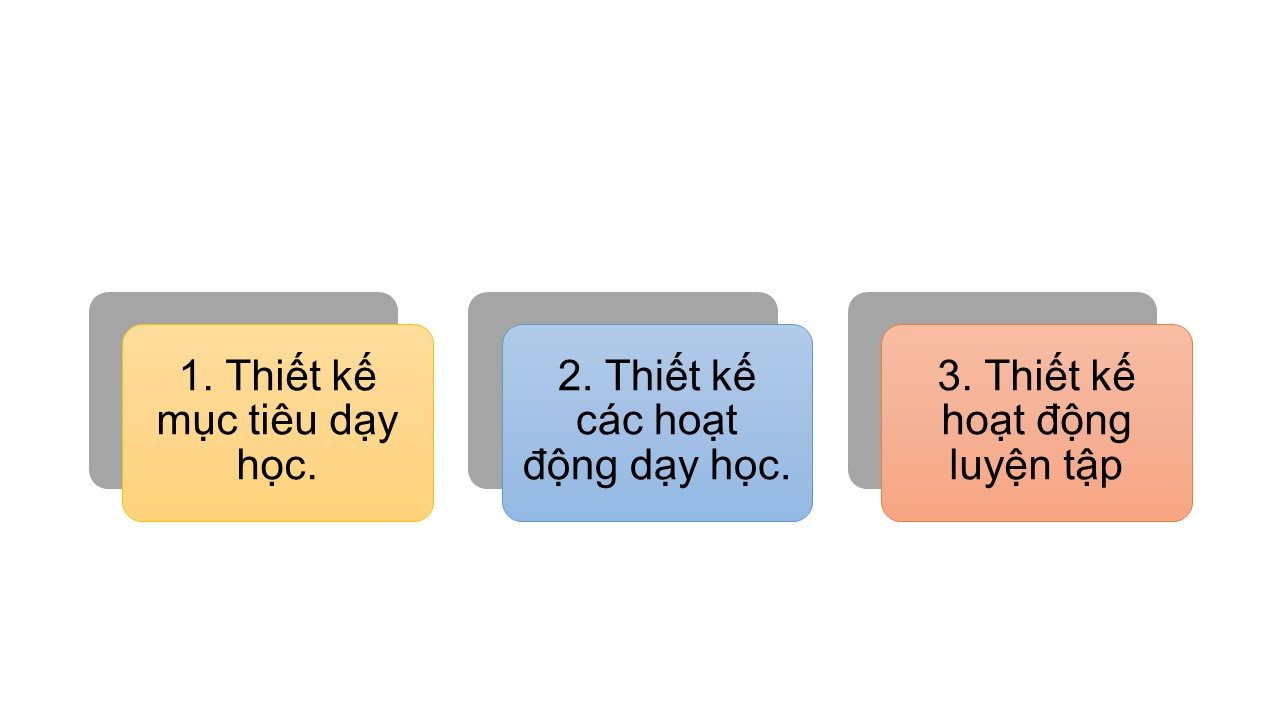 1. Thiết kế
mục tiêu dạy
học.
2. Thiết kế
các hoạt
động dạy học.
3. Thiết kế
hoạt động
luyện tập